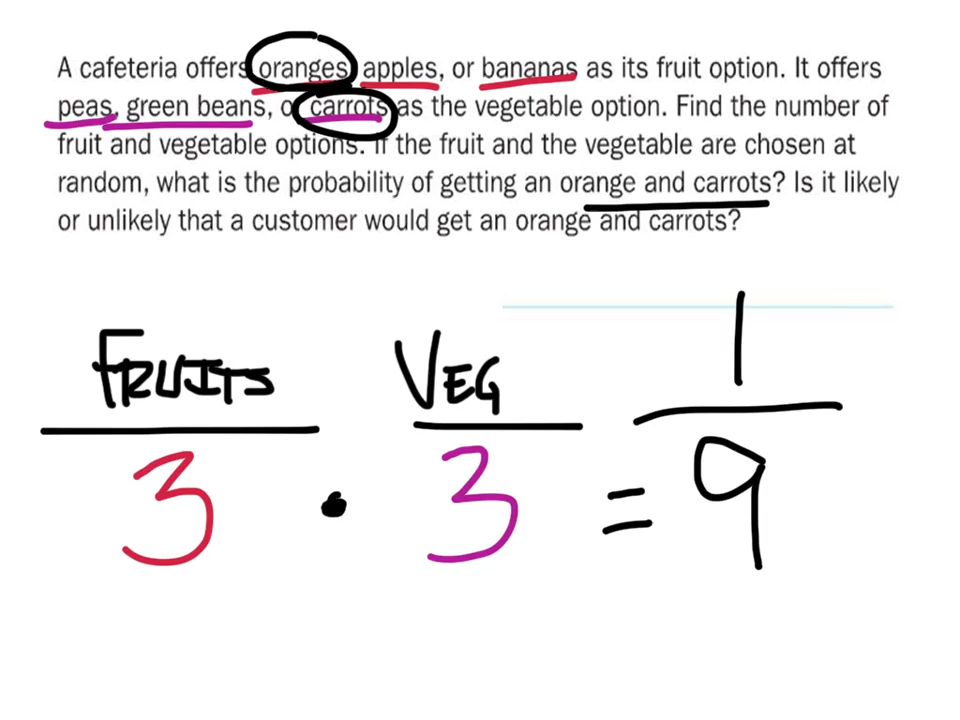 A cafeteria offers oranges, apples, or bananas as its fruit option. It offers
peas, green beans, or carrots as the vegetable option. Find the number of
fruit and vegetable options. If the fruit and the vegetable are chosen at
random, what is the probability of getting an orange and carrots? Is it likely
or unlikely that a customer would get an orange and carrots?
FRUITS VEG 1
3 · 3 = 9